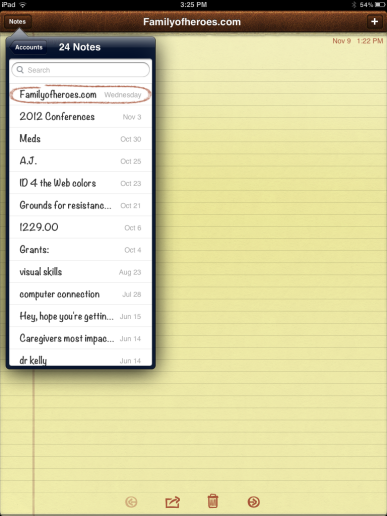 iPad 3:25 PM 54%
Notes Familyofheroes.com +
Nov 9 1:22 PM
Accounts 24 Notes
Search
Familyofheroes.com Wednesday
2012 Conferences Nov 3
Meds Oct 30
A.J. Oct 25
ID 4 the Web colors Oct 23
Grounds for resistanc... Oct 21
1229.00 Oct 6
Grants: Oct 4
visual skills Aug 23
computer connection Jul 28
Hey, hope you're gettin... Jun 15
Caregivers most impac... Jun 14
dr kelly Jun 14